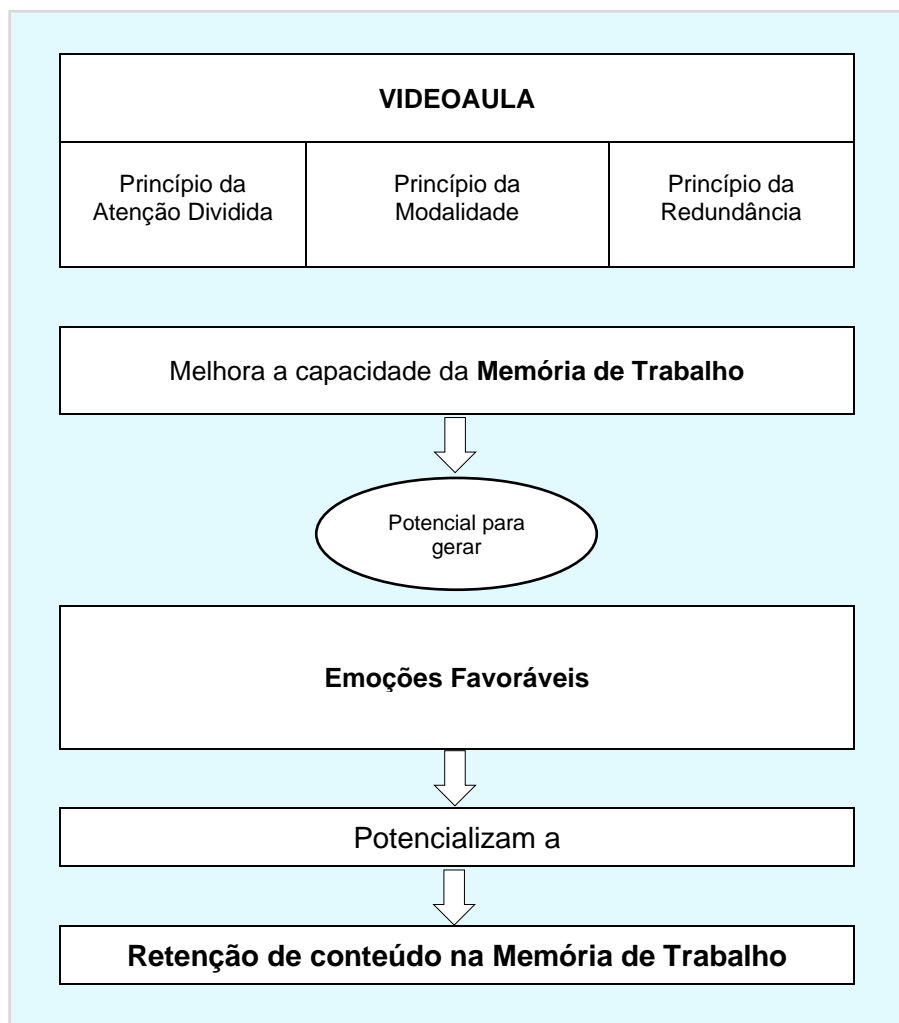 VIDEOAULA
Princípio da
Atenção Dividida
Princípio da
Modalidade
Princípio da
Redundância
Melhora a capacidade da Memória de Trabalho
Potencial para
gerar
Emoções Favoráveis
Potencializam a
Retenção de conteúdo na Memória de Trabalho